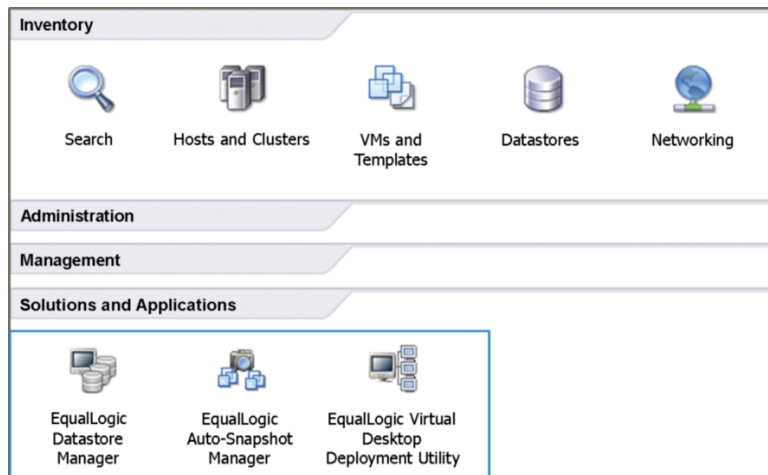 Inventory
Search
Hosts and Clusters
VMs and
Templates
Datastores
Networking
Administration
Management
Solutions and Applications
EqualLogic
Datastore
Manager
EqualLogic
Auto-Snapshot
Manager
EqualLogic Virtual
Desktop
Deployment Utility